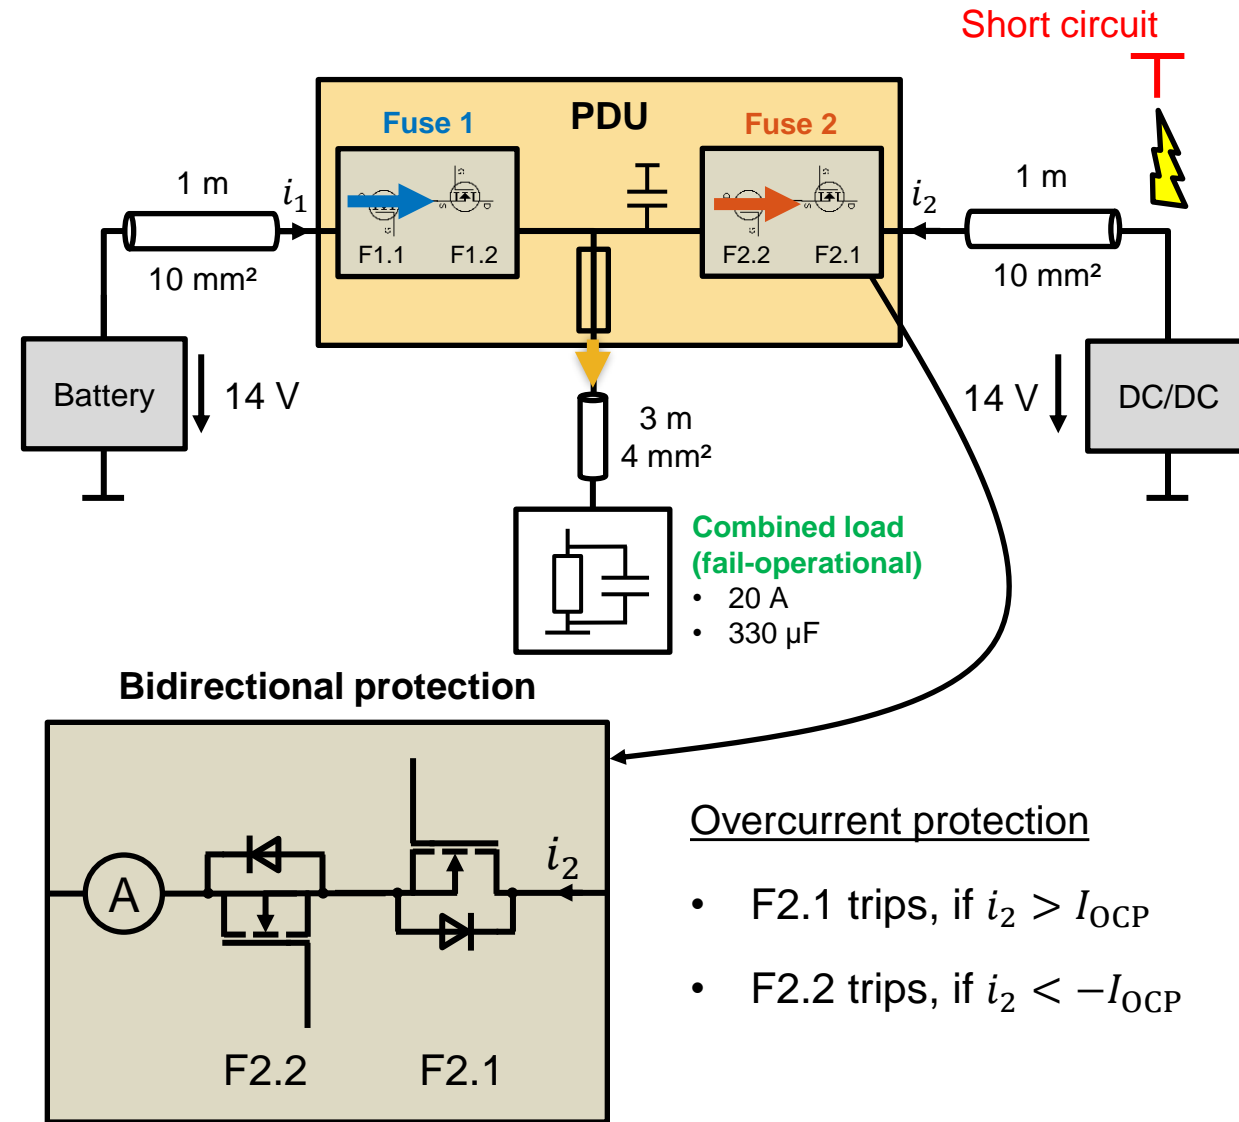 Short circuit
PDU
Fuse 1
Fuse 2
1 m
i₁
10 mm²
F1.1 F1.2
F2.2 F2.1
i₂
1 m
10 mm²
Battery
14 V
14 V
DC/DC
3 m
4 mm²
Combined load
(fail-operational)
• 20 A
• 330 µF
Bidirectional protection
A
i₂
F2.2 F2.1
Overcurrent protection
• F2.1 trips, if i₂ > I_OCP
• F2.2 trips, if i₂ < −I_OCP